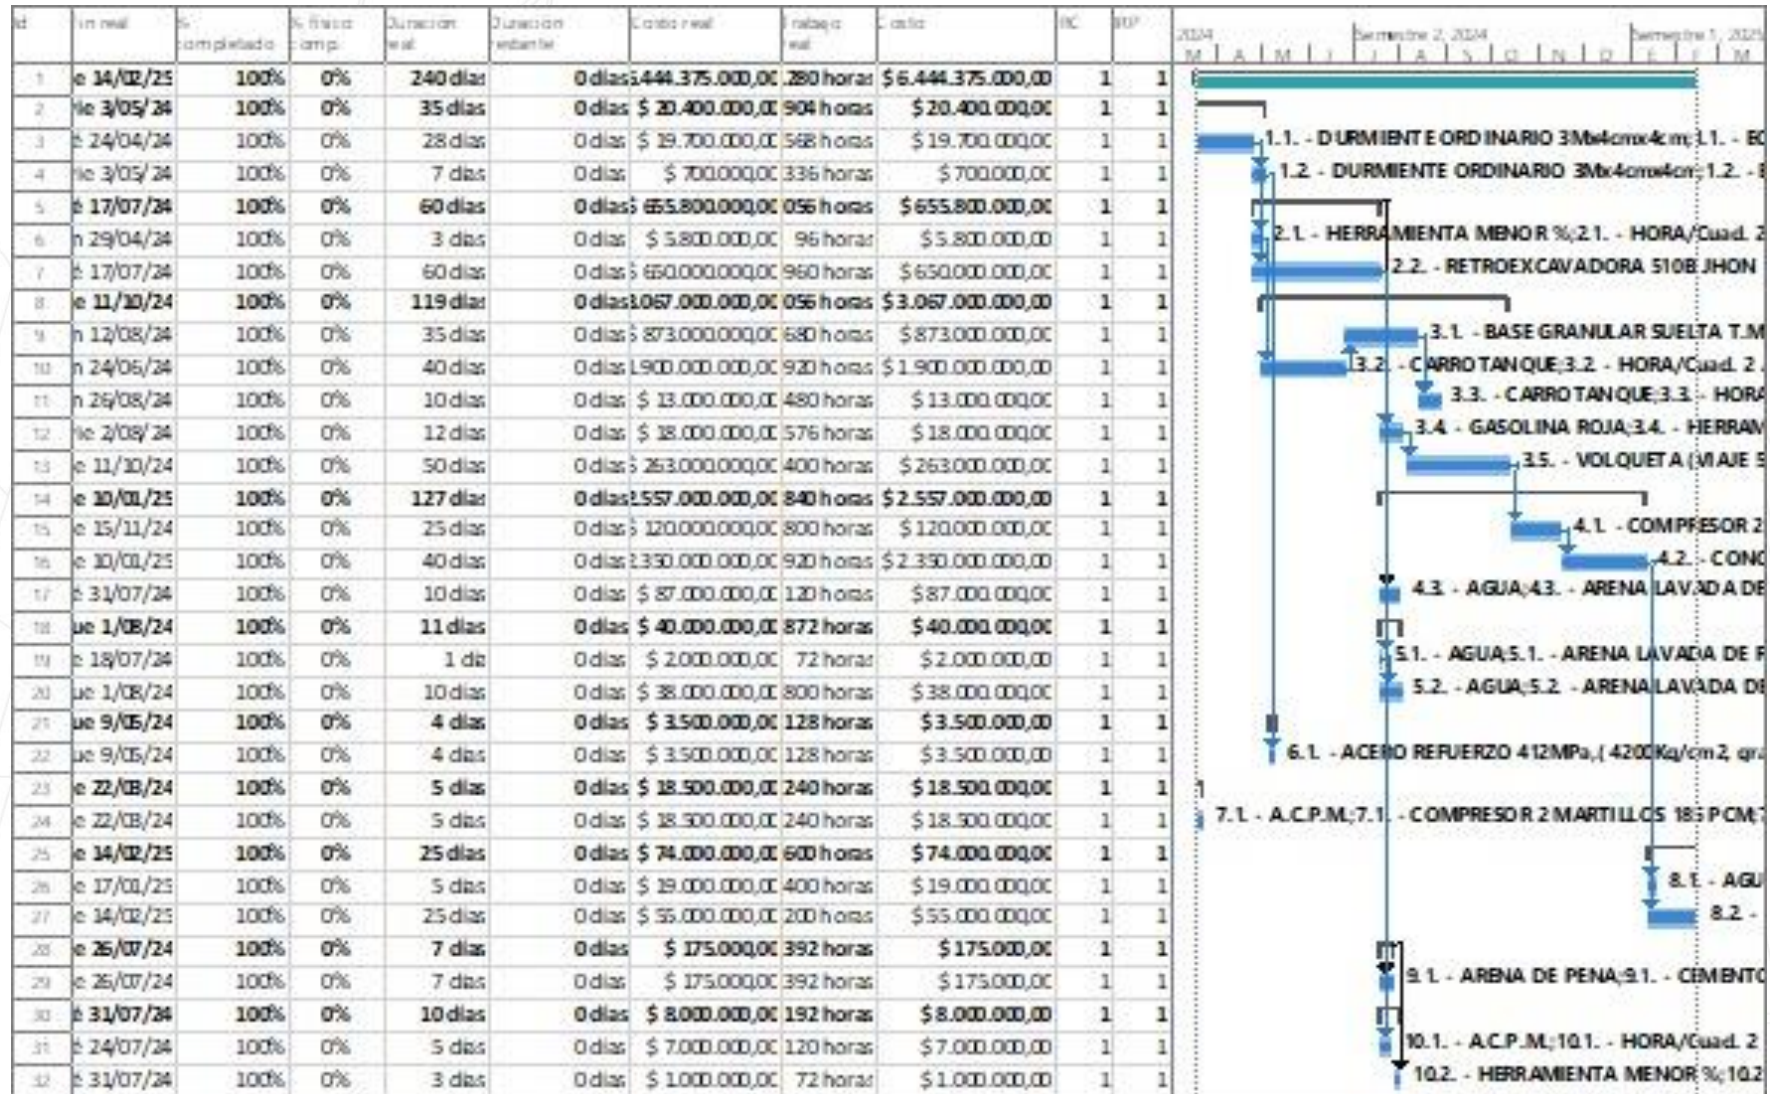 Id Fin real % completado % físico comp. Duración real Duración restante Costo real Trabajo real Costo IRC IRP
2024 Semestre 2, 2024 Semestre 1, 2025
M A M J J A S O N D E F M
1 e 14/02/25 100% 0% 240 días 0 días .444.375.000,00 280 horas $ 6.444.375.000,00 1 1
2 vie 3/05/24 100% 0% 35 días 0 días $ 20.400.000,00 904 horas $ 20.400.000,00 1 1
3 é 24/04/24 100% 0% 28 días 0 días $ 19.700.000,00 568 horas $ 19.700.000,00 1 1 1.1. - DURMIENTE ORDINARIO 3Mx4cmx4cm;1.1. - EQ
4 vie 3/05/24 100% 0% 7 días 0 días $ 700.000,00 336 horas $ 700.000,00 1 1 1.2. - DURMIENTE ORDINARIO 3Mx4cmx4cm;1.2. - E
5 é 17/07/24 100% 0% 60 días 0 días $ 655.800.000,00 056 horas $ 655.800.000,00 1 1
6 n 29/04/24 100% 0% 3 días 0 días $ 5.800.000,00 96 horas $ 5.800.000,00 1 1 2.1. - HERRAMIENTA MENOR %;2.1. - HORA/Cuad. 2
7 é 17/07/24 100% 0% 60 días 0 días $ 650.000.000,00 960 horas $ 650.000.000,00 1 1 2.2. - RETROEXCAVADORA 510B JHON
8 e 11/10/24 100% 0% 119 días 0 días 3.067.000.000,00 056 horas $ 3.067.000.000,00 1 1
9 n 12/08/24 100% 0% 35 días 0 días $ 873.000.000,00 680 horas $ 873.000.000,00 1 1 3.1. - BASE GRANULAR SUELTA T.M
10 n 24/06/24 100% 0% 40 días 0 días 1.900.000.000,00 920 horas $ 1.900.000.000,00 1 1 3.2. - CARROTANQUE;3.2. - HORA/Cuad. 2
11 n 26/08/24 100% 0% 10 días 0 días $ 13.000.000,00 480 horas $ 13.000.000,00 1 1 3.3. - CARROTANQUE;3.3. - HORA
12 vie 2/08/24 100% 0% 12 días 0 días $ 18.000.000,00 576 horas $ 18.000.000,00 1 1 3.4. - GASOLINA ROJA;3.4. - HERRAM
13 e 11/10/24 100% 0% 50 días 0 días $ 263.000.000,00 400 horas $ 263.000.000,00 1 1 3.5. - VOLQUETA (VIAJE 5
14 e 10/01/25 100% 0% 127 días 0 días 2.557.000.000,00 840 horas $ 2.557.000.000,00 1 1
15 e 15/11/24 100% 0% 25 días 0 días $ 120.000.000,00 800 horas $ 120.000.000,00 1 1 4.1. - COMPRESOR 2
16 e 10/01/25 100% 0% 40 días 0 días 2.350.000.000,00 920 horas $ 2.350.000.000,00 1 1 4.2. - CONC
17 é 31/07/24 100% 0% 10 días 0 días $ 87.000.000,00 120 horas $ 87.000.000,00 1 1 4.3. - AGUA;4.3. - ARENA LAVADA DE
18 ue 1/08/24 100% 0% 11 días 0 días $ 40.000.000,00 872 horas $ 40.000.000,00 1 1
19 é 18/07/24 100% 0% 1 día 0 días $ 2.000.000,00 72 horas $ 2.000.000,00 1 1 5.1. - AGUA;5.1. - ARENA LAVADA DE P
20 ue 1/08/24 100% 0% 10 días 0 días $ 38.000.000,00 800 horas $ 38.000.000,00 1 1 5.2. - AGUA;5.2. - ARENA LAVADA DE
21 ue 9/05/24 100% 0% 4 días 0 días $ 3.500.000,00 128 horas $ 3.500.000,00 1 1
22 ue 9/05/24 100% 0% 4 días 0 días $ 3.500.000,00 128 horas $ 3.500.000,00 1 1 6.1. - ACERO REFUERZO 412MPa,( 4200Kg/cm2, gra
23 e 22/03/24 100% 0% 5 días 0 días $ 18.500.000,00 240 horas $ 18.500.000,00 1 1
24 e 22/03/24 100% 0% 5 días 0 días $ 18.500.000,00 240 horas $ 18.500.000,00 1 1 7.1. - A.C.P.M.;7.1. - COMPRESOR 2 MARTILLOS 185 PCM;7
25 e 14/02/25 100% 0% 25 días 0 días $ 74.000.000,00 600 horas $ 74.000.000,00 1 1
26 e 17/01/25 100% 0% 5 días 0 días $ 19.000.000,00 400 horas $ 19.000.000,00 1 1 8.1. - AGU
27 e 14/02/25 100% 0% 25 días 0 días $ 55.000.000,00 200 horas $ 55.000.000,00 1 1 8.2. -
28 e 26/07/24 100% 0% 7 días 0 días $ 175.000,00 392 horas $ 175.000,00 1 1
29 e 26/07/24 100% 0% 7 días 0 días $ 175.000,00 392 horas $ 175.000,00 1 1 9.1. - ARENA DE PENA;9.1. - CEMENTO
30 é 31/07/24 100% 0% 10 días 0 días $ 8.000.000,00 192 horas $ 8.000.000,00 1 1
31 é 24/07/24 100% 0% 5 días 0 días $ 7.000.000,00 120 horas $ 7.000.000,00 1 1 10.1. - A.C.P.M.;10.1. - HORA/Cuad. 2
32 é 31/07/24 100% 0% 3 días 0 días $ 1.000.000,00 72 horas $ 1.000.000,00 1 1 10.2. - HERRAMIENTA MENOR %;10.2